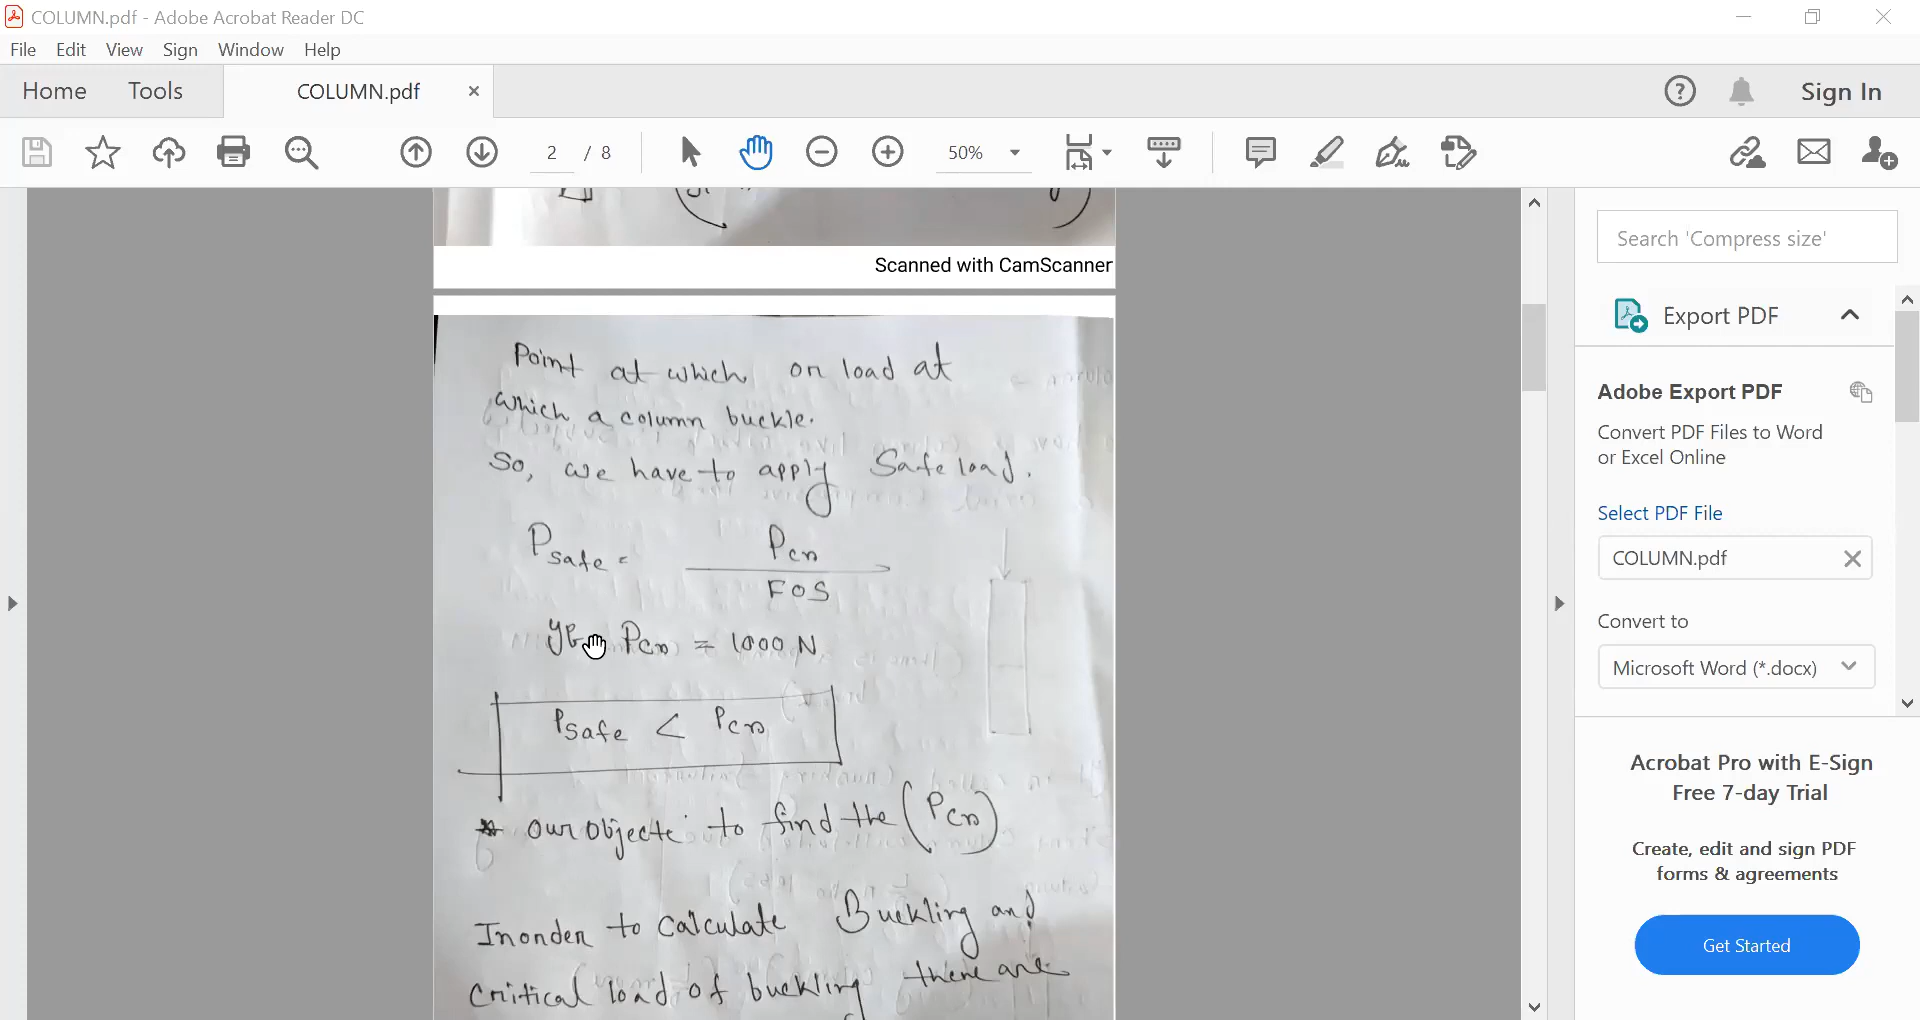 COLUMN.pdf - Adobe Acrobat Reader DC
File Edit View Sign Window Help
Home Tools COLUMN.pdf × Sign In
2 / 8 50%
Scanned with CamScanner
Point at which on load at
which a column buckle.
So, we have to apply Safe load.
Psafe = Pcr
FOS
Pcr = 1000 N
Psafe < Pcr
* our objecte to find the (Pcr)
Inorder to calculate Buckling and
critical load of buckling there are
Search 'Compress size'
Export PDF
Adobe Export PDF
Convert PDF Files to Word
or Excel Online
Select PDF File
COLUMN.pdf
Convert to
Microsoft Word (*.docx)
Acrobat Pro with E-Sign
Free 7-day Trial
Create, edit and sign PDF
forms & agreements
Get Started